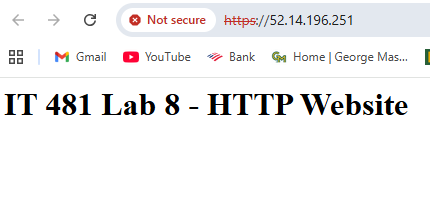 Not secure https://52.14.196.251
Gmail YouTube Bank Home | George Mas...
IT 481 Lab 8 - HTTP Website